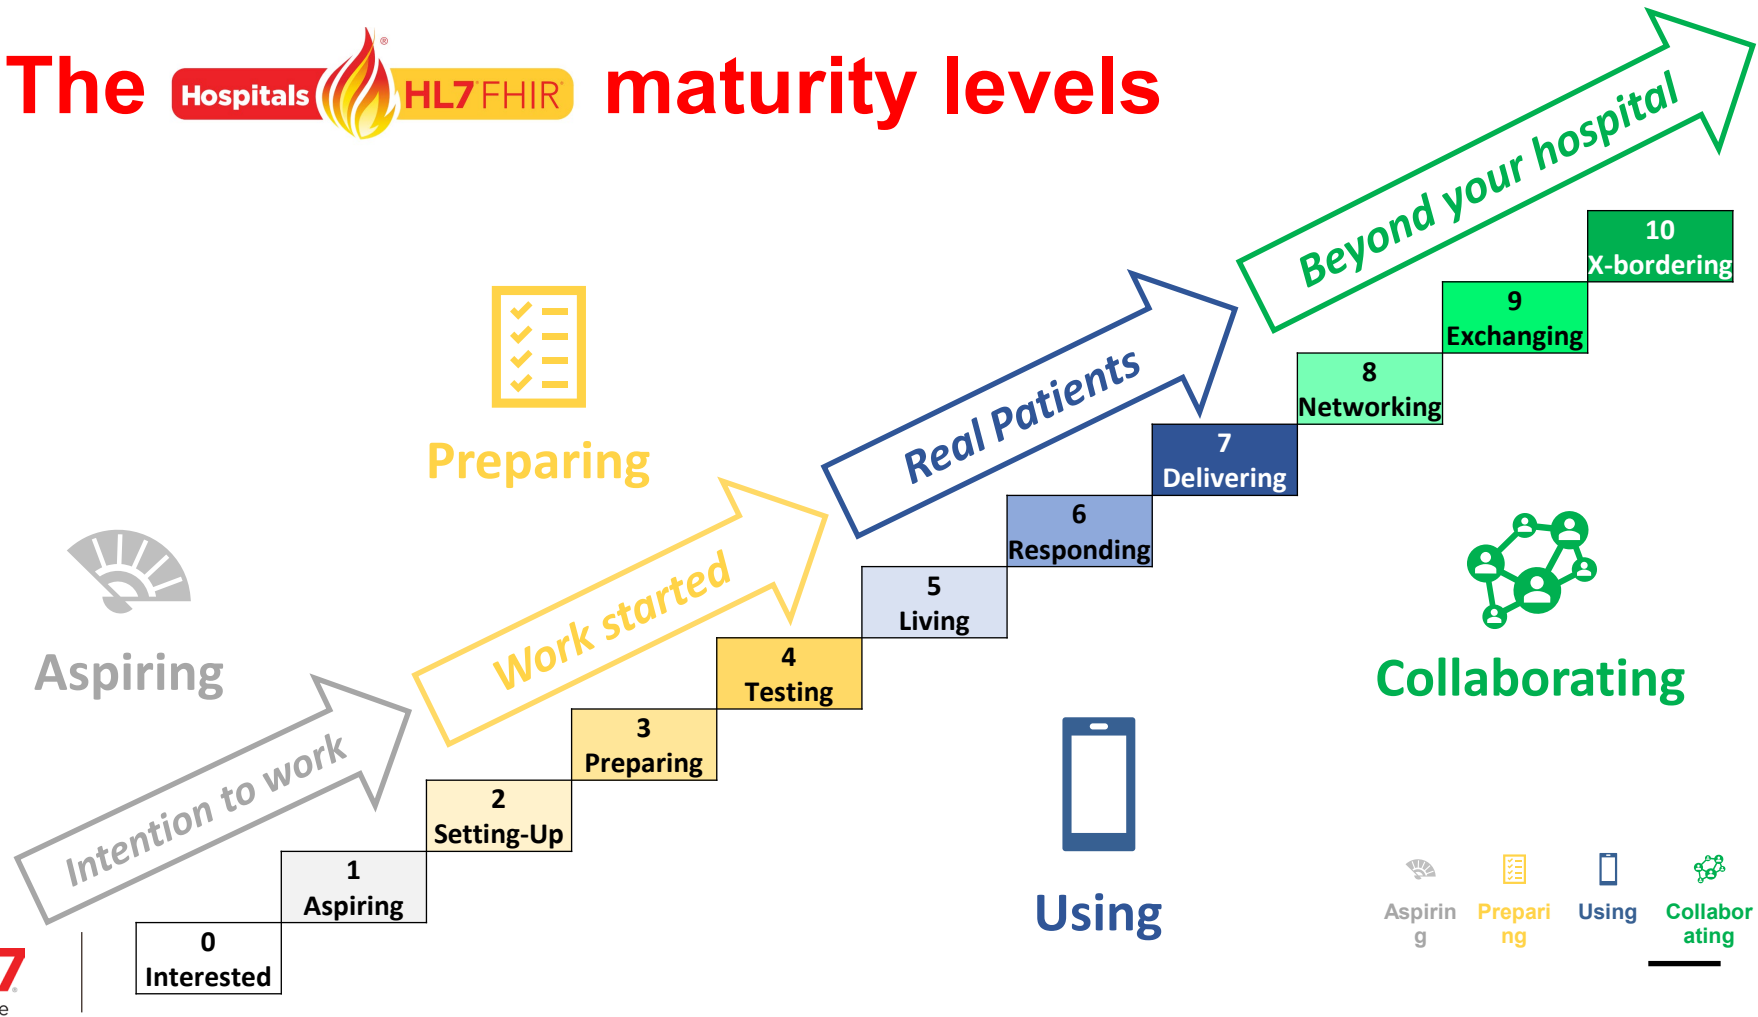 The Hospitals HL7 FHIR® maturity levels
®
Beyond your hospital
10
X-bordering
9
Exchanging
8
Networking
Real Patients
7
Delivering
6
Responding
5
Living
Preparing
Work started
4
Testing
3
Preparing
2
Setting-Up
Aspiring
Intention to work
1
Aspiring
0
Interested
Collaborating
Using
Aspirin
g
Prepari
ng
Using
Collabor
ating
7®
e